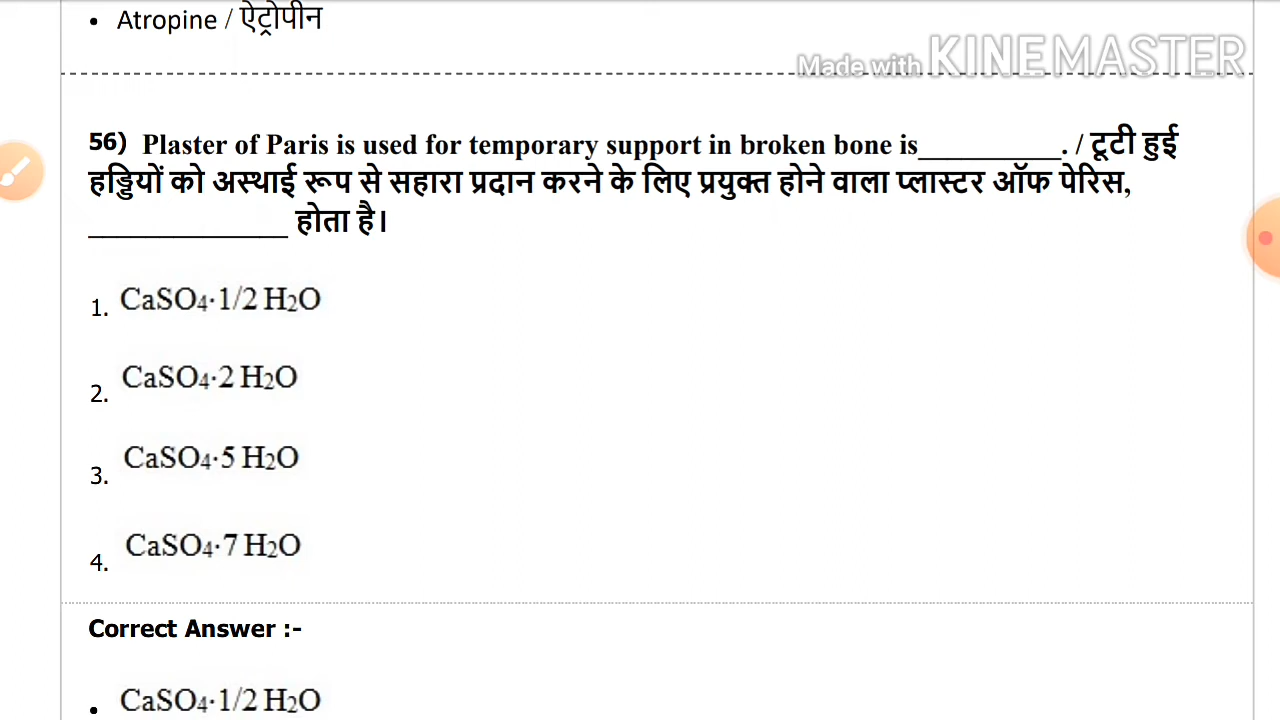 • Atropine / ऐट्रोपीन
Made with KINEMASTER
56) Plaster of Paris is used for temporary support in broken bone is__________. / टूटी हुई
हड्डियों को अस्थाई रूप से सहारा प्रदान करने के लिए प्रयुक्त होने वाला प्लास्टर ऑफ पेरिस,
______________ होता है।
1. CaSO4·1/2 H2O
2. CaSO4·2 H2O
3. CaSO4·5 H2O
4. CaSO4·7 H2O
Correct Answer :-
• CaSO4·1/2 H2O